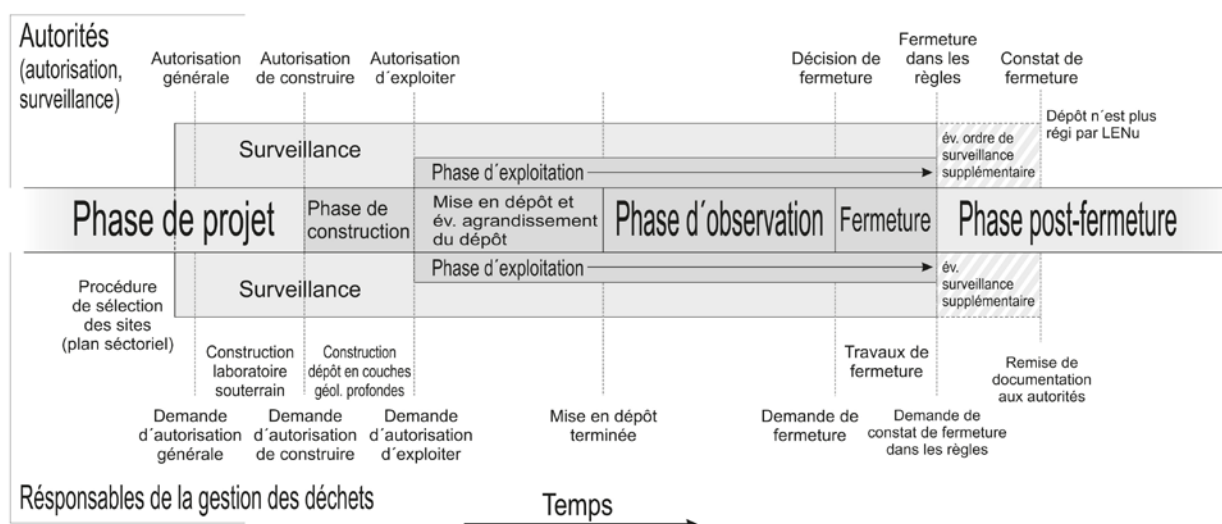 Autorités
(autorisation,
surveillance)
Autorisation
générale
Autorisation
de construire
Autorisation
d´exploiter
Décision de
fermeture
Fermeture
dans les
règles
Constat de
fermeture
Dépôt n´est plus
régi par LENu
Surveillance
Phase d´exploitation
év. ordre de
surveillance
supplémentaire
Phase de projet
Phase de
construction
Mise en dépôt et
év. agrandissement
du dépôt
Phase d´observation
Fermeture
Phase post-fermeture
Phase d´exploitation
Surveillance
év.
surveillance
supplémentaire
Procédure
de sélection
des sites
(plan séctoriel)
Construction
laboratoire
souterrain
Construction
dépôt en couches
géol. profondes
Travaux de
fermeture
Remise de
documentation
aux autorités
Demande
d´autorisation
générale
Demande
d´autorisation
de construire
Demande
d´autorisation
d´exploiter
Mise en dépôt
terminée
Demande de
fermeture
Demande de
constat de fermeture
dans les règles
Résponsables de la gestion des déchets
Temps